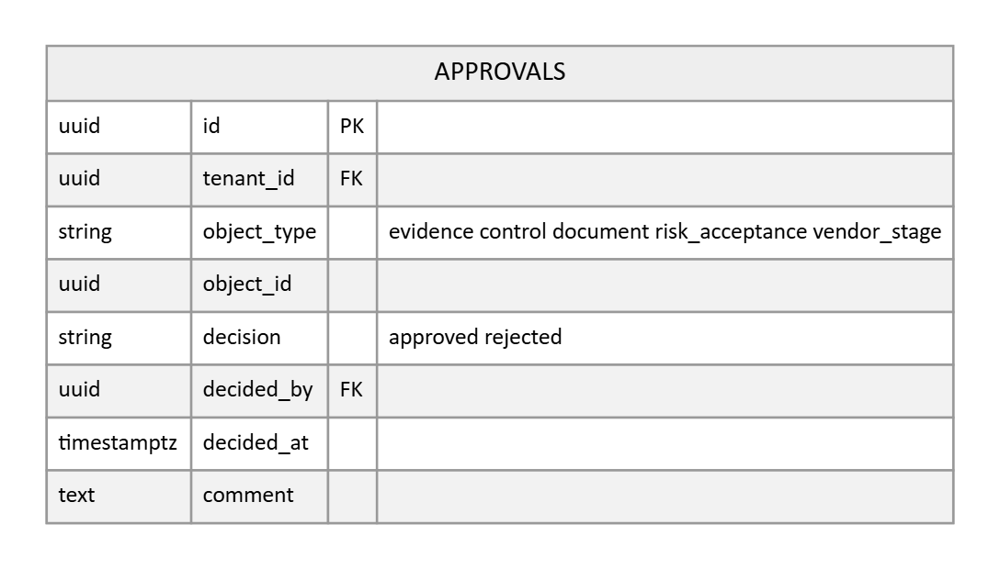 APPROVALS
uuid id PK
uuid tenant_id FK
string object_type evidence control document risk_acceptance vendor_stage
uuid object_id
string decision approved rejected
uuid decided_by FK
timestamptz decided_at
text comment